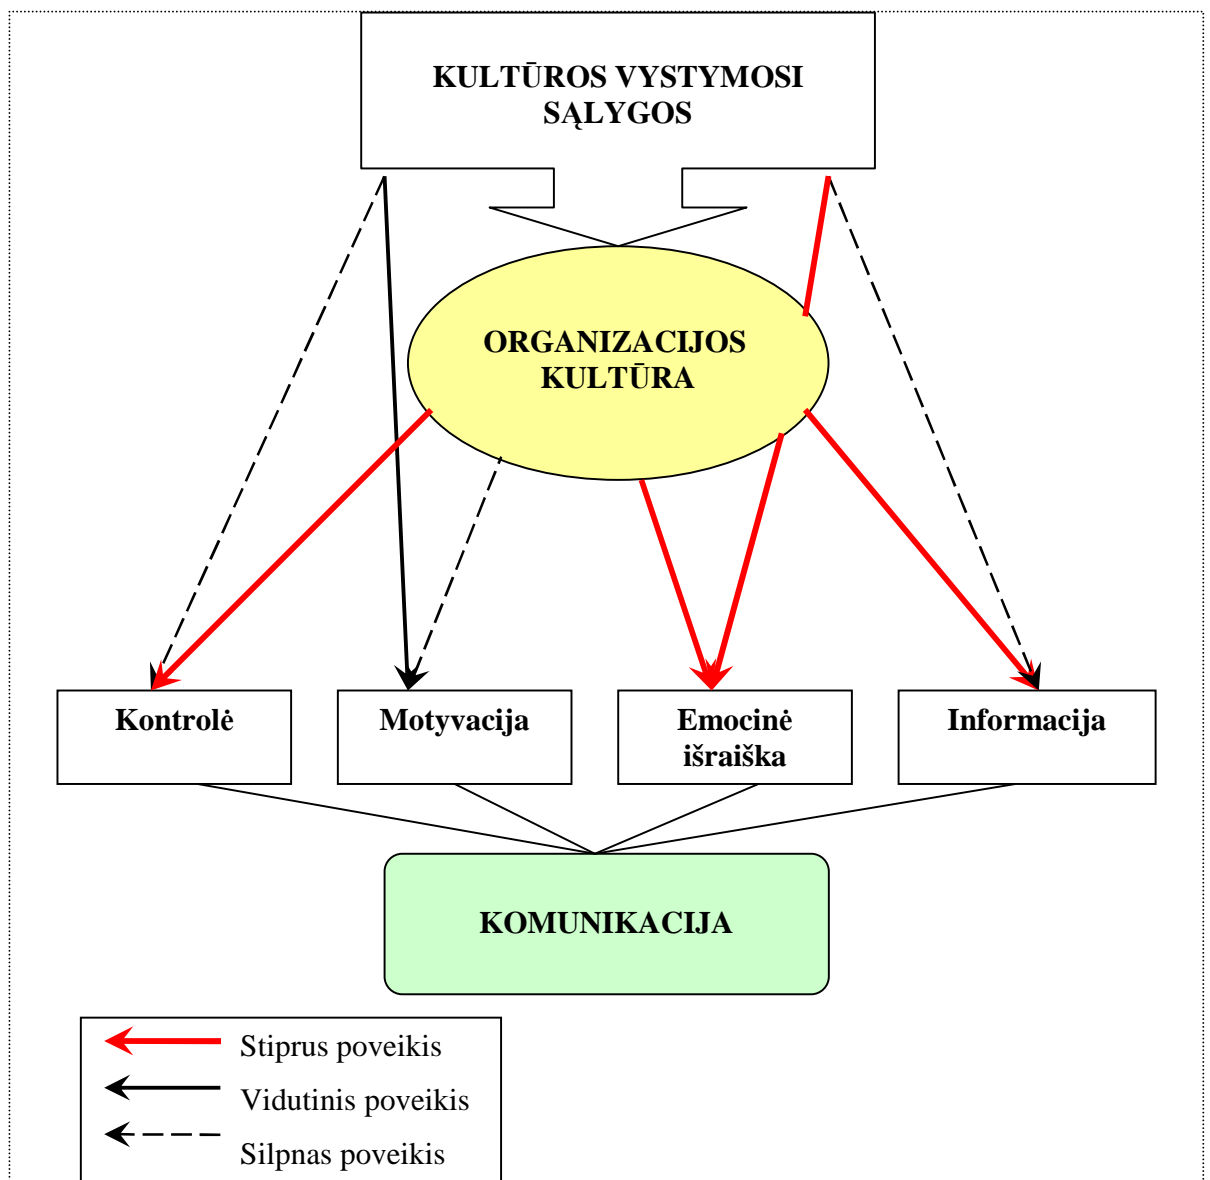 KULTŪROS VYSTYMOSI
SĄLYGOS
ORGANIZACIJOS
KULTŪRA
Kontrolė
Motyvacija
Emocinė
išraiška
Informacija
KOMUNIKACIJA
Stiprus poveikis
Vidutinis poveikis
Silpnas poveikis